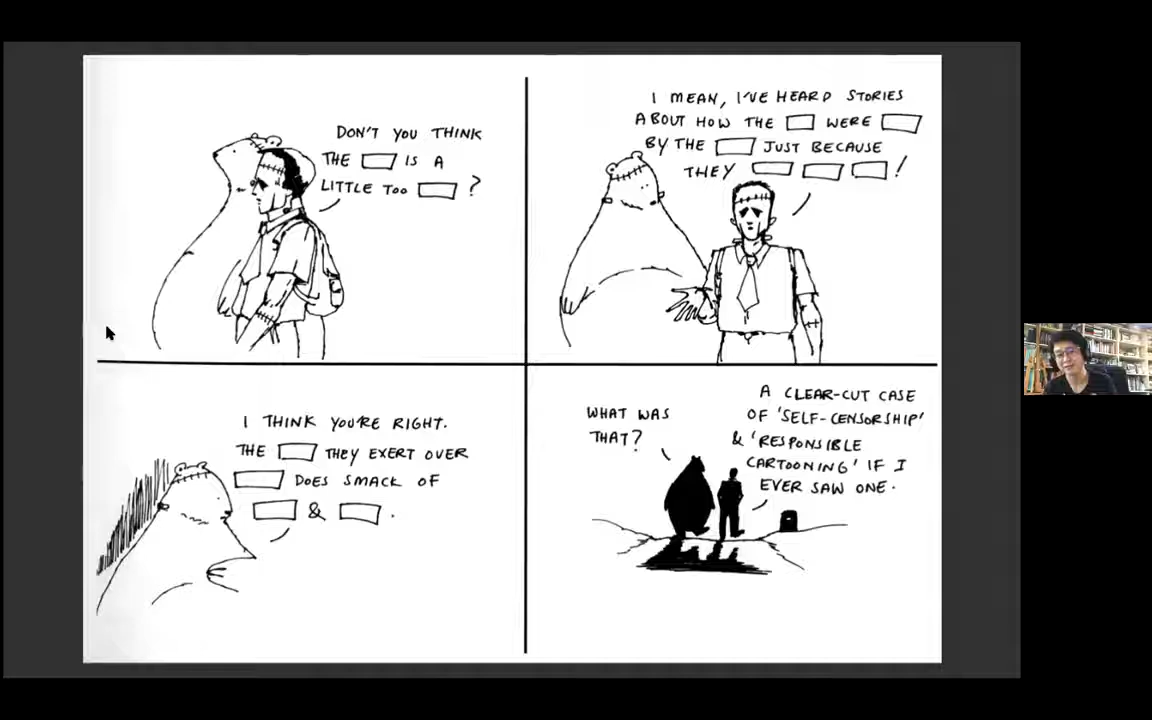 DON'T YOU THINK
THE IS A
LITTLE TOO ?
I MEAN, I'VE HEARD STORIES
ABOUT HOW THE WERE
BY THE JUST BECAUSE
THEY !
I THINK YOU'RE RIGHT.
THE THEY EXERT OVER
DOES SMACK OF
& .
WHAT WAS
THAT?
A CLEAR-CUT CASE
OF 'SELF-CENSORSHIP'
& 'RESPONSIBLE
CARTOONING' IF I
EVER SAW ONE.